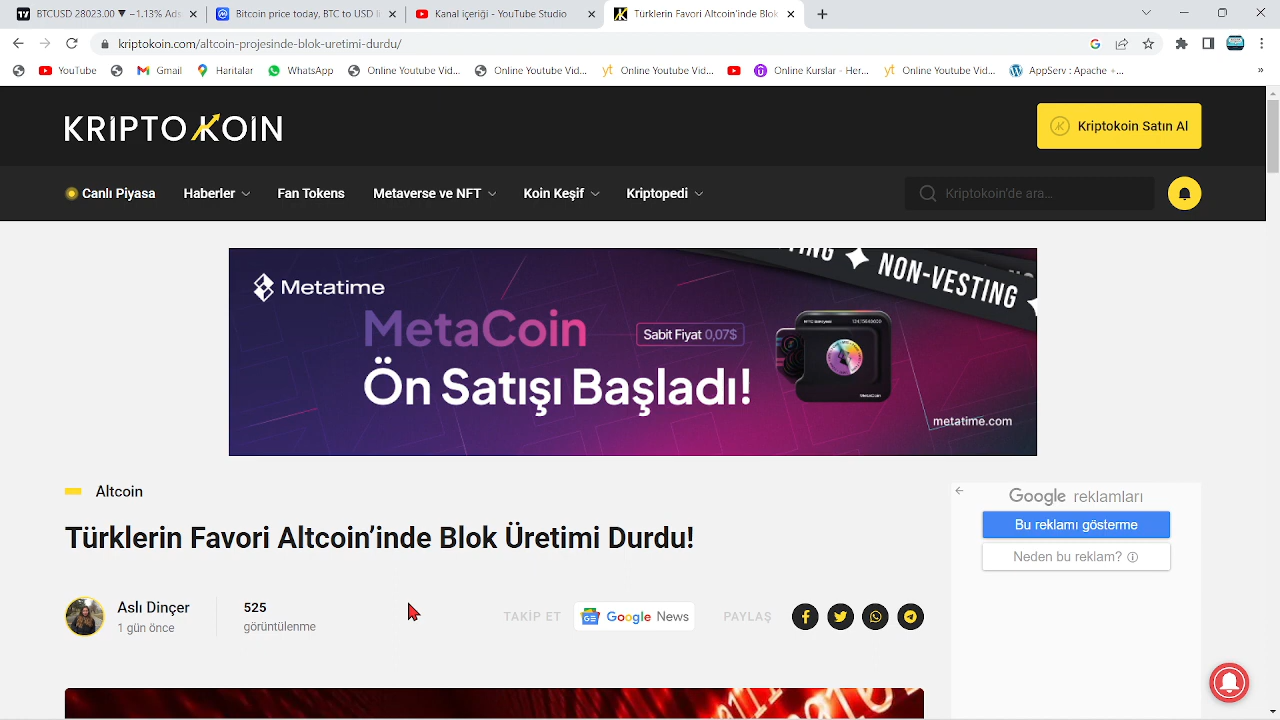 BTCUSD 28023.00 ▼ −1.13% Ads
Bitcoin price today, BTC to USD li
Kanal içeriği - YouTube Studio
Türklerin Favori Altcoin'inde Blok
kriptokoin.com/altcoin-projesinde-blok-uretimi-durdu/
YouTube
Gmail
Haritalar
WhatsApp
Online Youtube Vid...
Online Youtube Vid...
Online Youtube Vid...
Online Kurslar - Her...
Online Youtube Vid...
AppServ : Apache +...
»
KRİPTOKOİN
Kriptokoin Satın Al
Canlı Piyasa
Haberler
Fan Tokens
Metaverse ve NFT
Koin Keşif
Kriptopedi
Kriptokoin'de ara...
Metatime
MetaCoin
Sabit Fiyat 0,07$
Ön Satışı Başladı!
NON-VESTING
MetaCoin
metatime.com
Altcoin
Türklerin Favori Altcoin'inde Blok Üretimi Durdu!
Aslı Dinçer
1 gün önce
525
görüntülenme
TAKİP ET
Google News
PAYLAŞ
Google reklamları
Bu reklamı gösterme
Neden bu reklam?